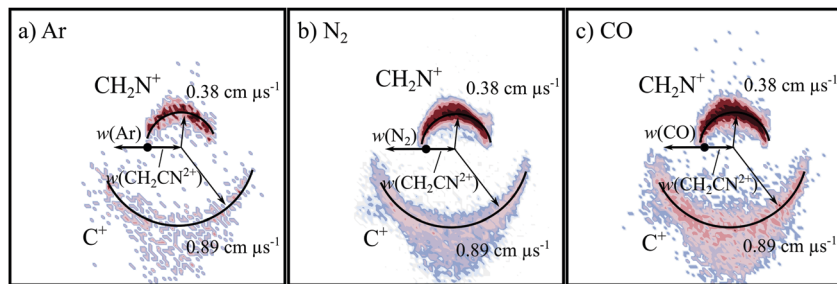 a) Ar
CH₂N⁺
0.38 cm µs⁻¹
w(Ar)
w(CH₂CN²⁺)
C⁺
0.89 cm µs⁻¹
b) N₂
CH₂N⁺
0.38 cm µs⁻¹
w(N₂)
w(CH₂CN²⁺)
C⁺
0.89 cm µs⁻¹
c) CO
CH₂N⁺
0.38 cm µs⁻¹
w(CO)
w(CH₂CN²⁺)
C⁺
0.89 cm µs⁻¹